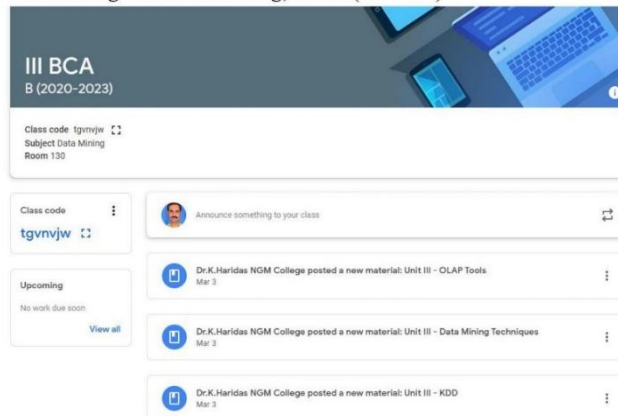 III BCA
B (2020-2023)
Class code tgvnvjw
Subject Data Mining
Room 130
Class code
tgvnvjw
Upcoming
No work due soon
View all
Announce something to your class
Dr.K.Haridas NGM College posted a new material: Unit III - OLAP Tools
Mar 3
Dr.K.Haridas NGM College posted a new material: Unit III - Data Mining Techniques
Mar 3
Dr.K.Haridas NGM College posted a new material: Unit III - KDD
Mar 3